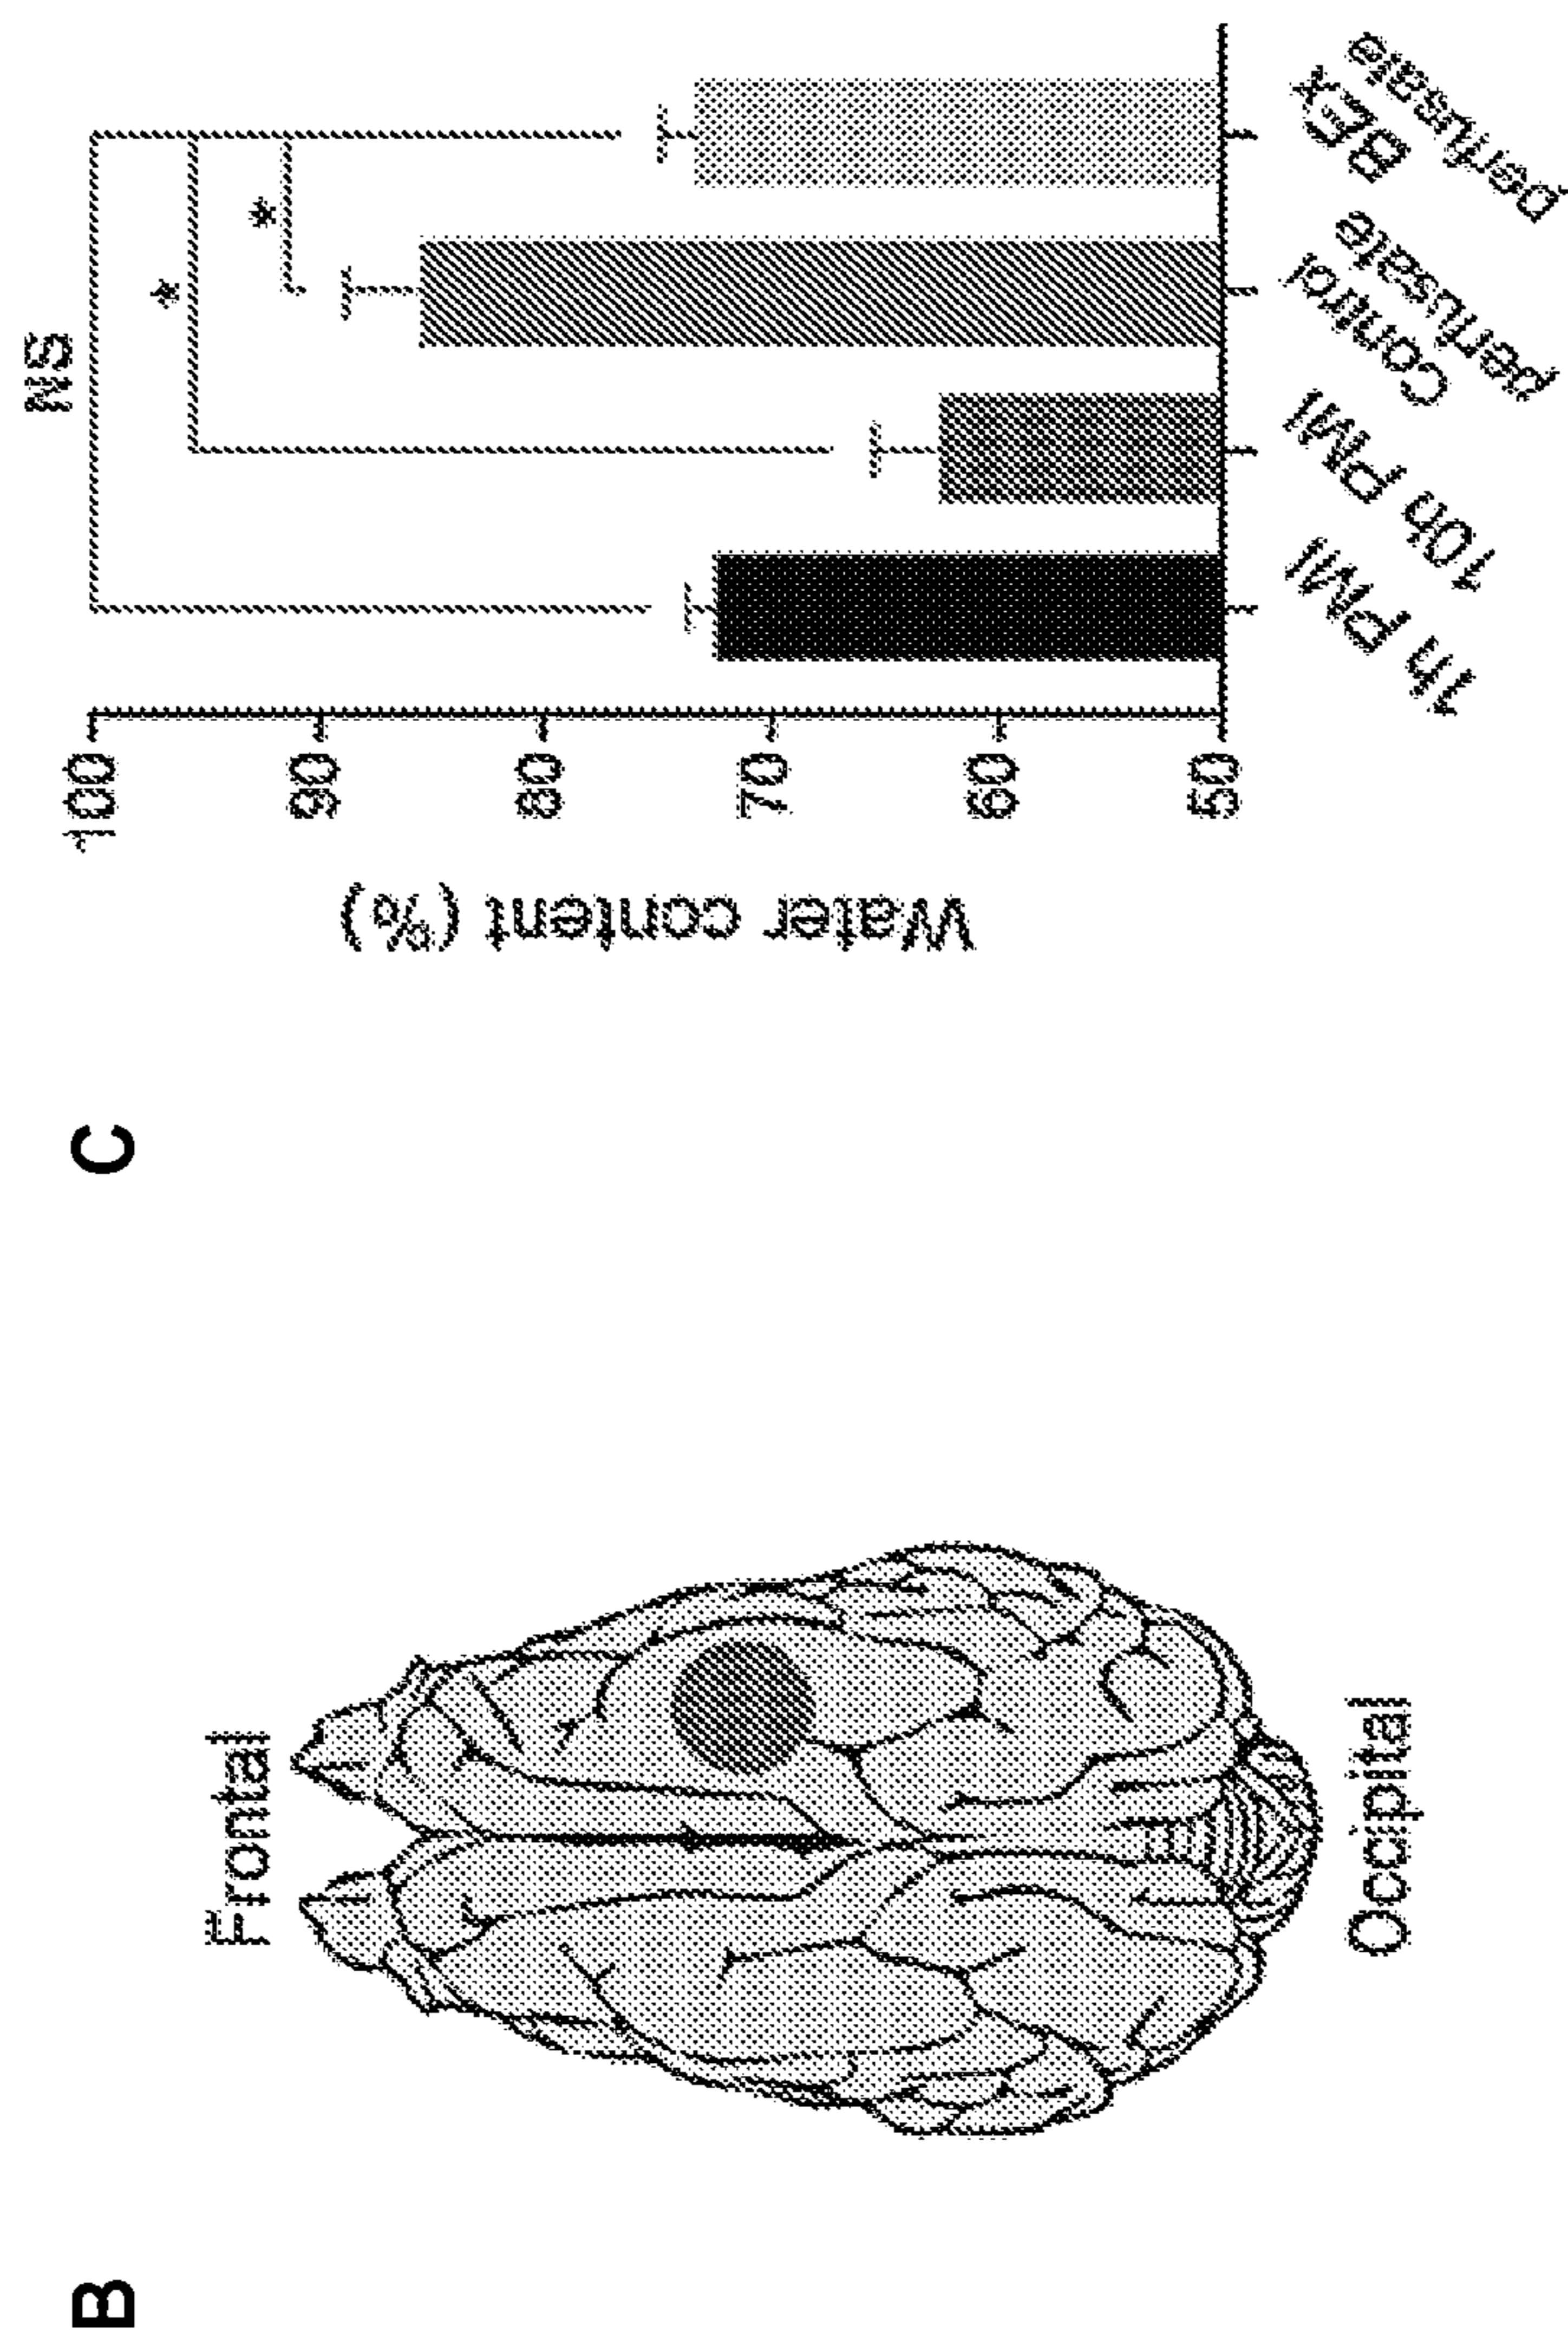 B
Frontal
Occipital
C
Water content (%)
100
90
80
70
60
50
NS
*
*
1h PMI
10h PMI
Control
perfusate
BEx
perfusate